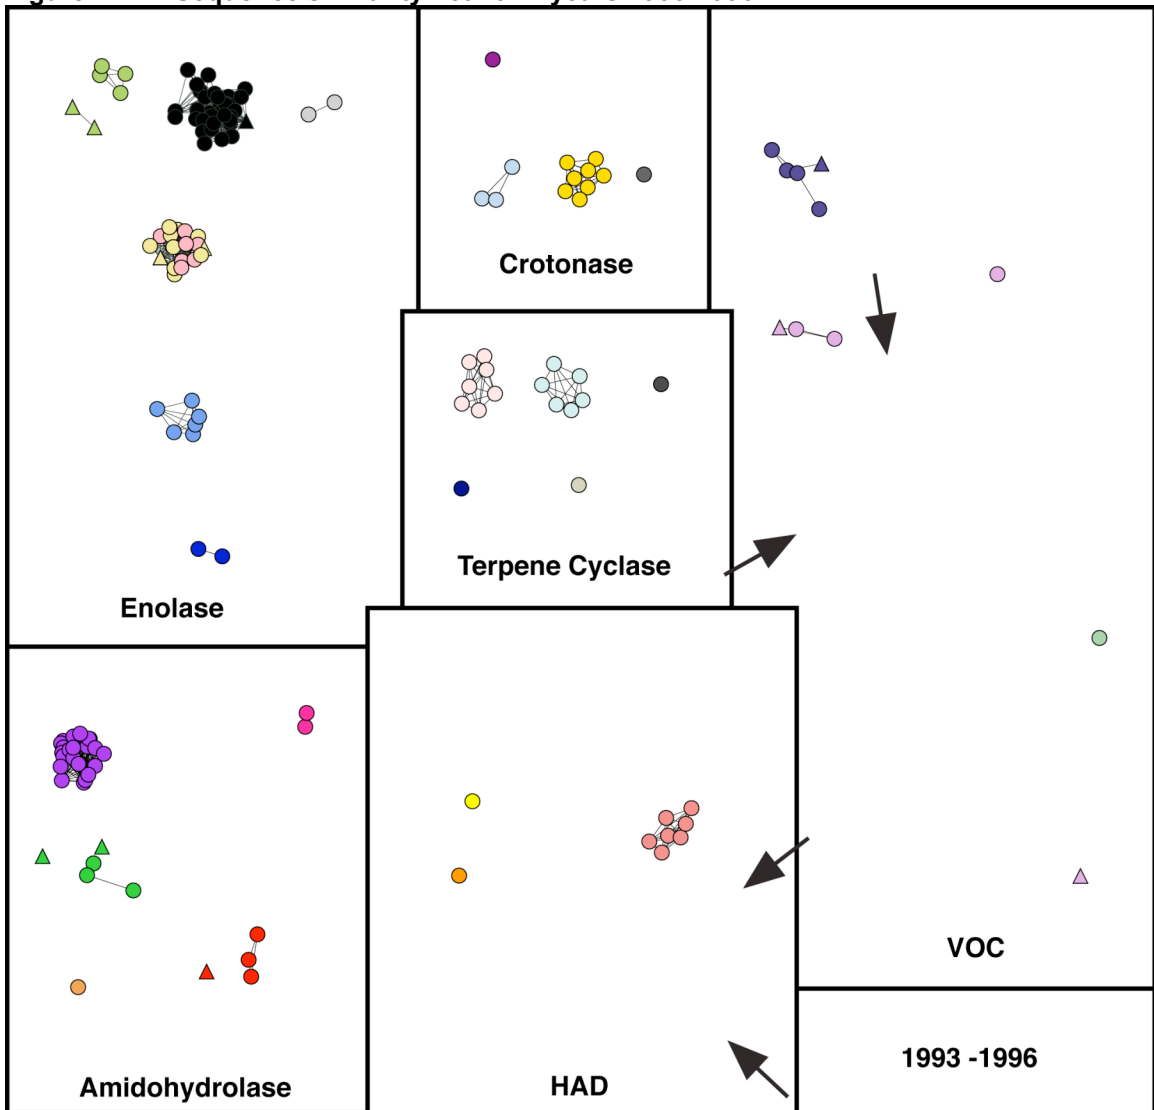 Crotonase
Terpene Cyclase
Enolase
VOC
1993 -1996
Amidohydrolase
HAD